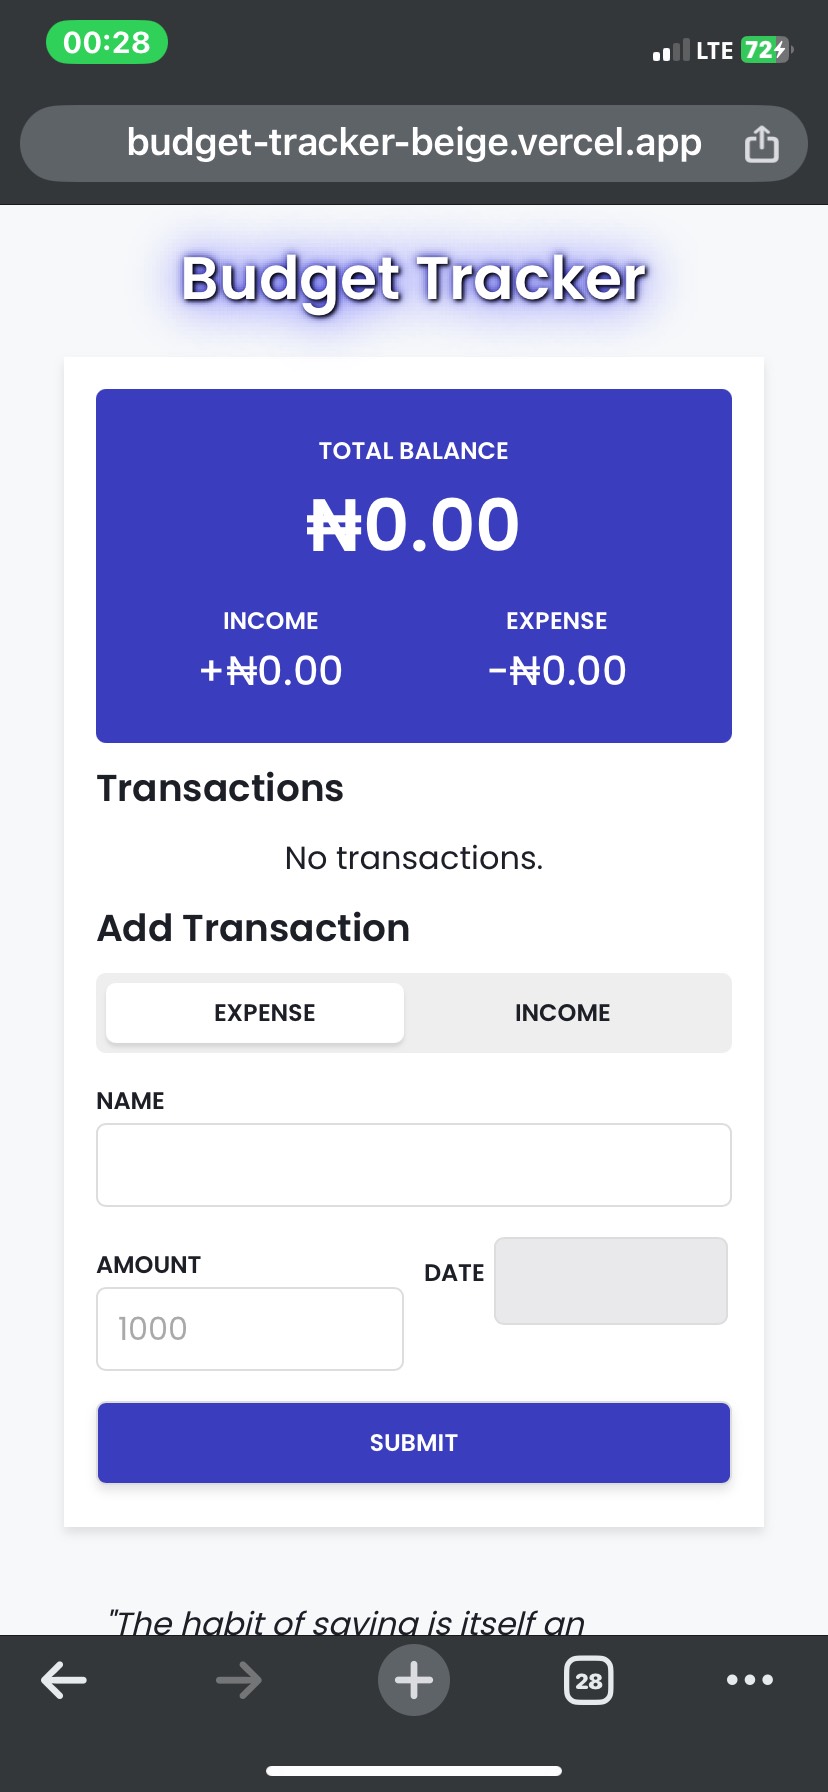 00:28
LTE 72
budget-tracker-beige.vercel.app
Budget Tracker
TOTAL BALANCE
₦0.00
INCOME EXPENSE
+₦0.00 -₦0.00
Transactions
No transactions.
Add Transaction
EXPENSE INCOME
NAME
AMOUNT DATE
1000
SUBMIT
"The habit of saving is itself an
28